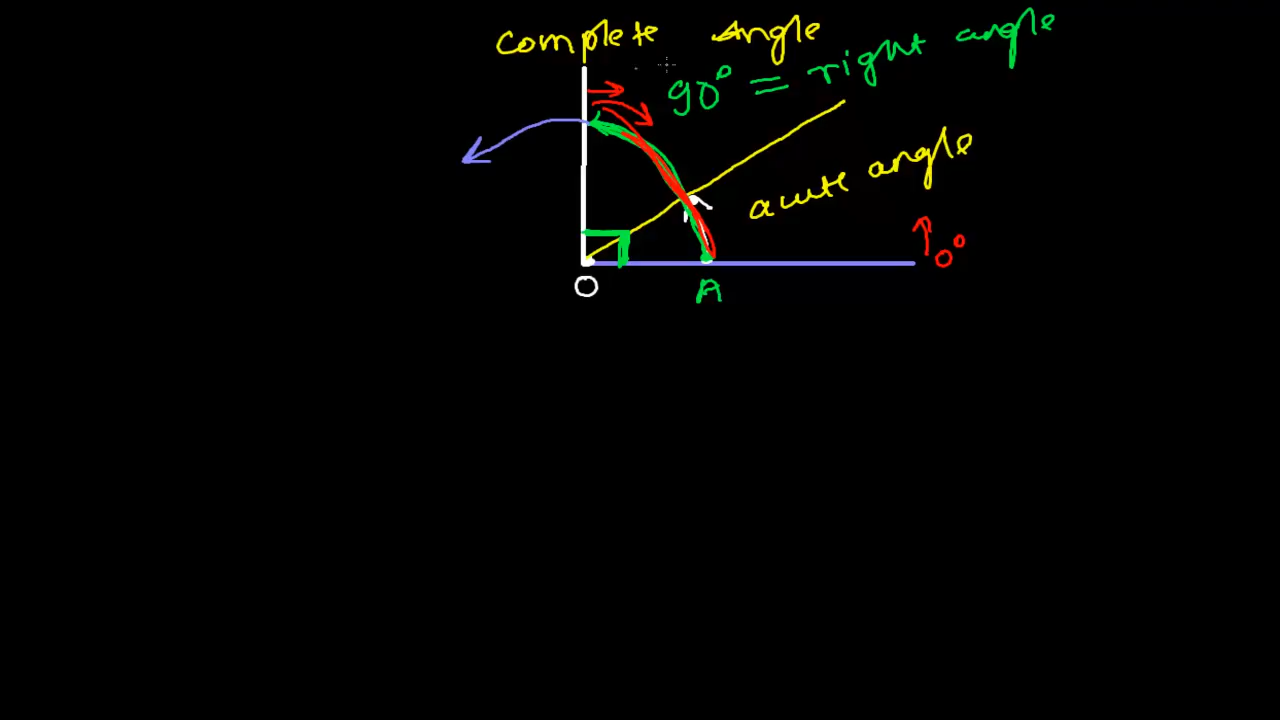 complete Angle
90° = right angle
acute angle
0°
O
A